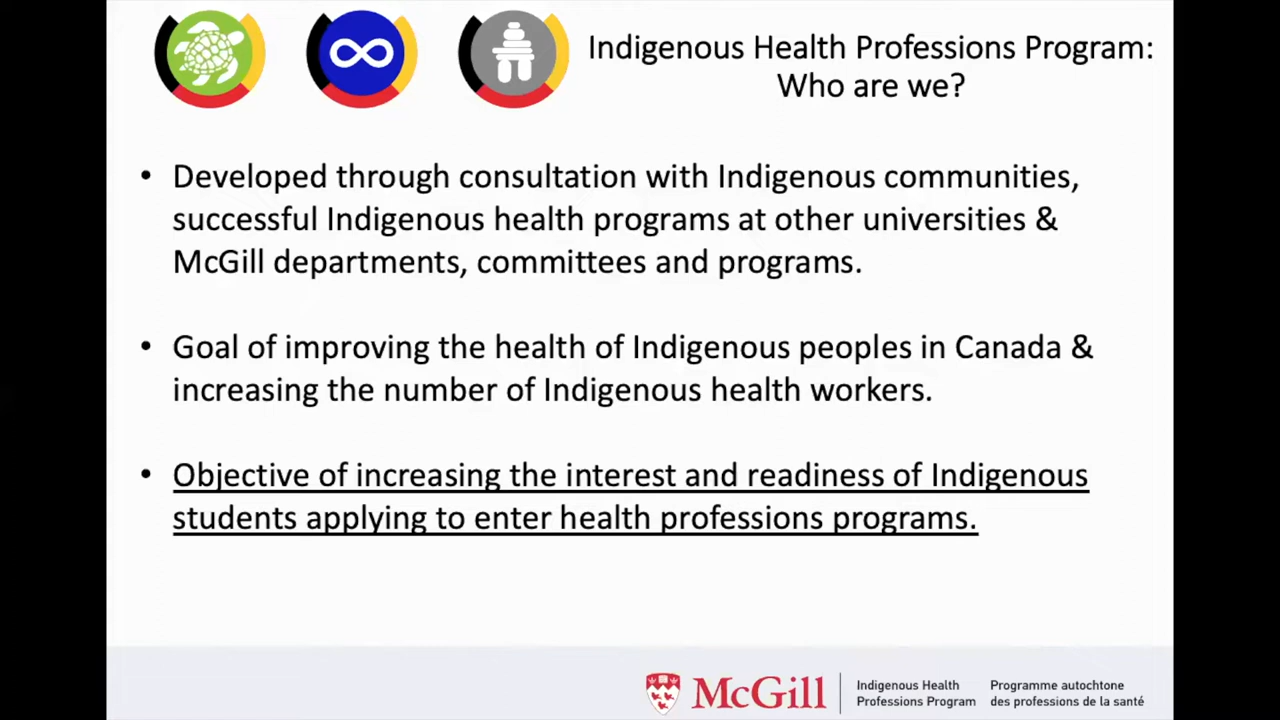 Indigenous Health Professions Program:
Who are we?
• Developed through consultation with Indigenous communities,
successful Indigenous health programs at other universities &
McGill departments, committees and programs.
• Goal of improving the health of Indigenous peoples in Canada &
increasing the number of Indigenous health workers.
• Objective of increasing the interest and readiness of Indigenous
students applying to enter health professions programs.
McGill
Indigenous Health
Professions Program
Programme autochtone
des professions de la santé